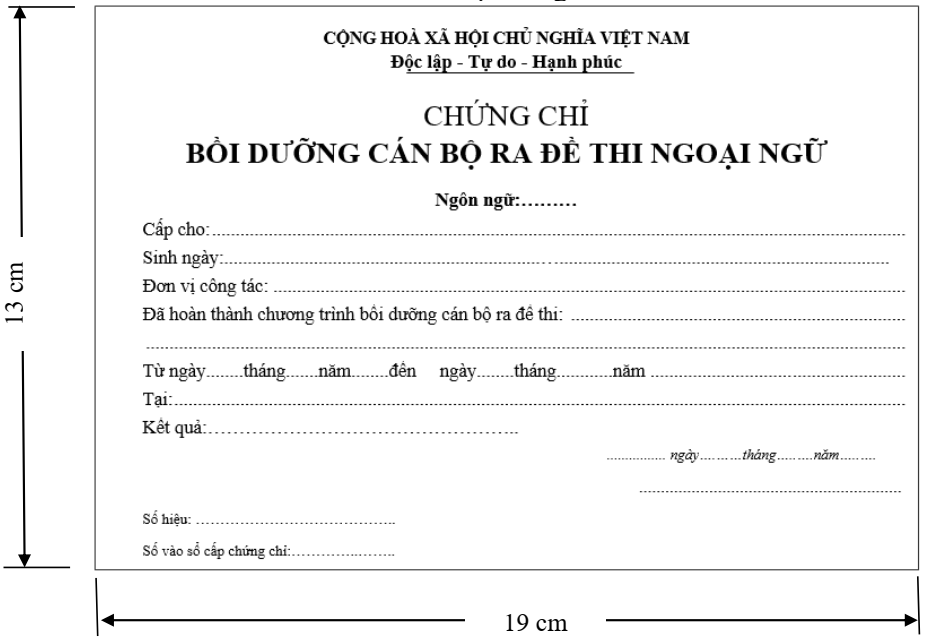 CỘNG HOÀ XÃ HỘI CHỦ NGHĨA VIỆT NAM
Độc lập - Tự do - Hạnh phúc
CHỨNG CHỈ
BỒI DƯỠNG CÁN BỘ RA ĐỀ THI NGOẠI NGỮ
Ngôn ngữ:.........
Cấp cho:..............................
Sinh ngày:..............................
Đơn vị công tác: ..............................
Đã hoàn thành chương trình bồi dưỡng cán bộ ra đề thi: ..............................
..............................
Từ ngày........tháng.......năm........đến ngày........tháng............năm ..............................
Tại:..............................
Kết quả:..............................
............... ngày...........tháng.........năm.........
..............................
Số hiệu: ..............................
Số vào sổ cấp chứng chỉ:.....................
13 cm
19 cm